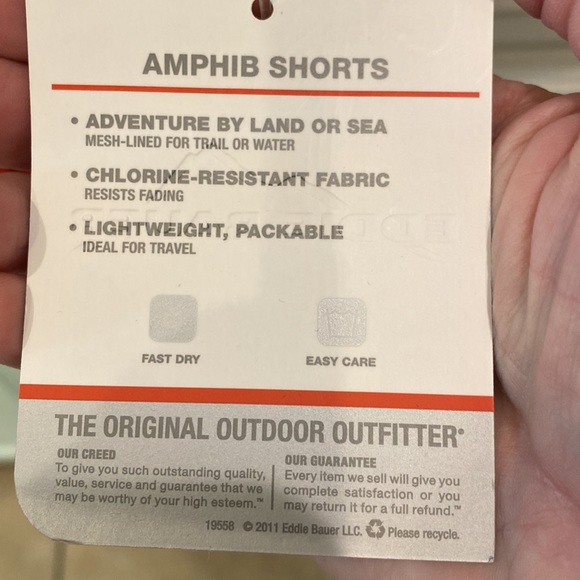 AMPHIB SHORTS
• ADVENTURE BY LAND OR SEA
MESH-LINED FOR TRAIL OR WATER
• CHLORINE-RESISTANT FABRIC
RESISTS FADING
• LIGHTWEIGHT, PACKABLE
IDEAL FOR TRAVEL
FAST DRY
EASY CARE
THE ORIGINAL OUTDOOR OUTFITTER®
OUR CREED
To give you such outstanding quality,
value, service and guarantee that we
may be worthy of your high esteem.™
OUR GUARANTEE
Every item we sell will give you
complete satisfaction or you
may return it for a full refund.™
19558 © 2011 Eddie Bauer LLC. Please recycle.